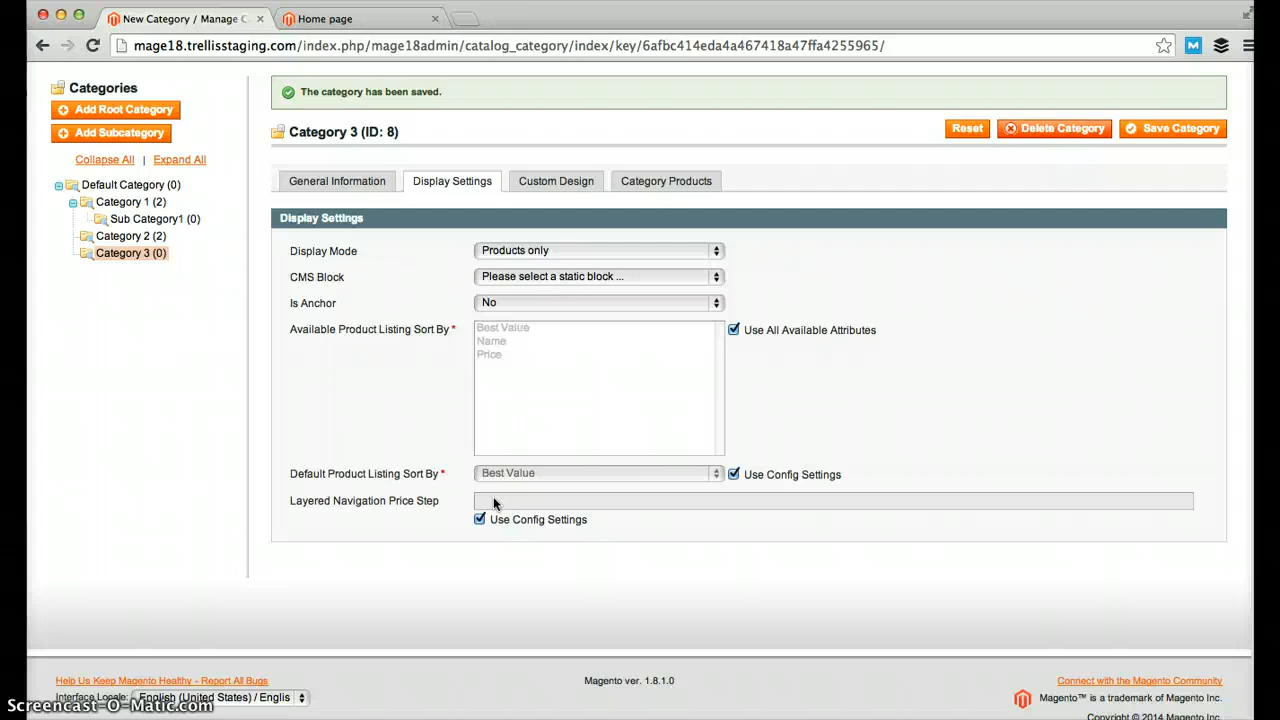 New Category / Manage C
Home page
mage18.trellisstaging.com/index.php/mage18admin/catalog_category/index/key/6afbc414eda4a467418a47ffa4255965/
Categories
Add Root Category
Add Subcategory
Collapse All | Expand All
Default Category (0)
Category 1 (2)
Sub Category1 (0)
Category 2 (2)
Category 3 (0)
The category has been saved.
Category 3 (ID: 8)
Reset
Delete Category
Save Category
General Information
Display Settings
Custom Design
Category Products
Display Settings
Display Mode
Products only
CMS Block
Please select a static block ...
Is Anchor
No
Available Product Listing Sort By *
Best Value
Name
Price
Use All Available Attributes
Default Product Listing Sort By *
Best Value
Use Config Settings
Layered Navigation Price Step
Use Config Settings
Help Us Keep Magento Healthy - Report All Bugs
Interface Locale: English (United States) / Englis
Magento ver. 1.8.1.0
Connect with the Magento Community
Magento™ is a trademark of Magento Inc.
Copyright © 2014 Magento Inc.
Screencast-O-Matic.com